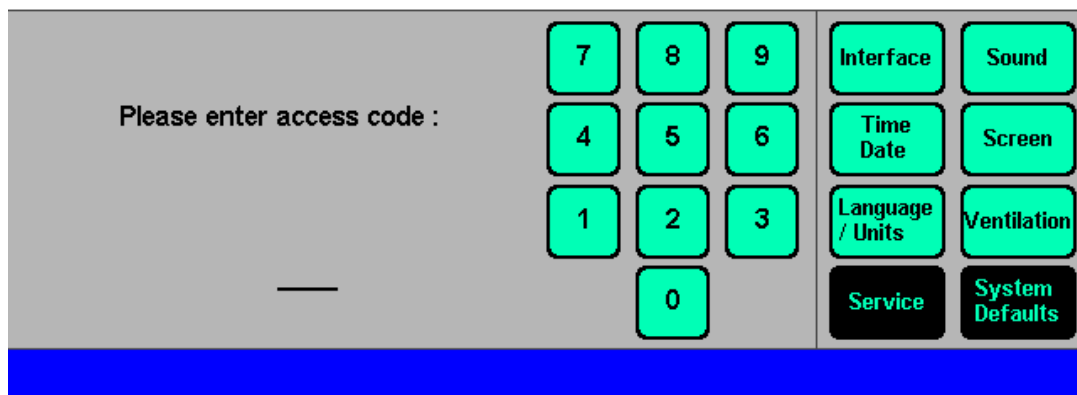 7 8 9 Interface Sound
Please enter access code :
4 5 6 Time
Date Screen
1 2 3 Language
/ Units Ventilation
0 Service System
Defaults